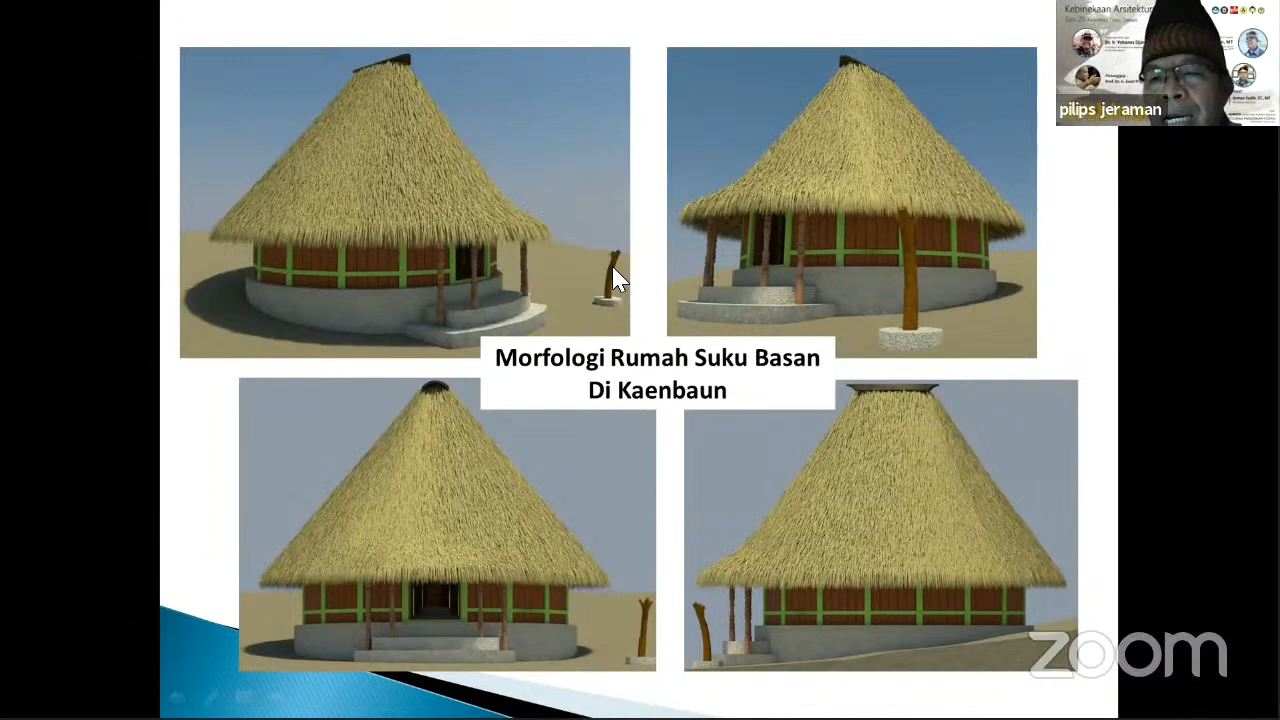 Kebinekaan Arsitektur
pilips jeraman
Morfologi Rumah Suku Basan
Di Kaenbaun
zoom